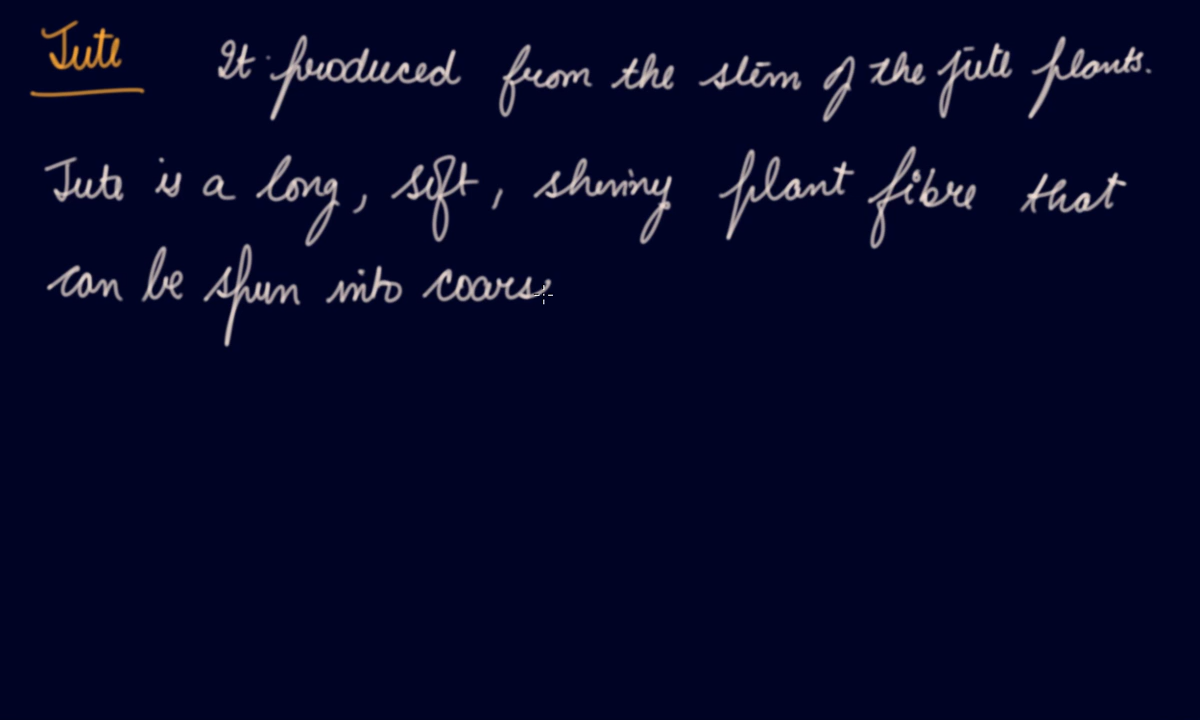 Jute It produced from the stem of the jute plants.
Jute is a long, soft, shining plant fibre that
can be spun into coars